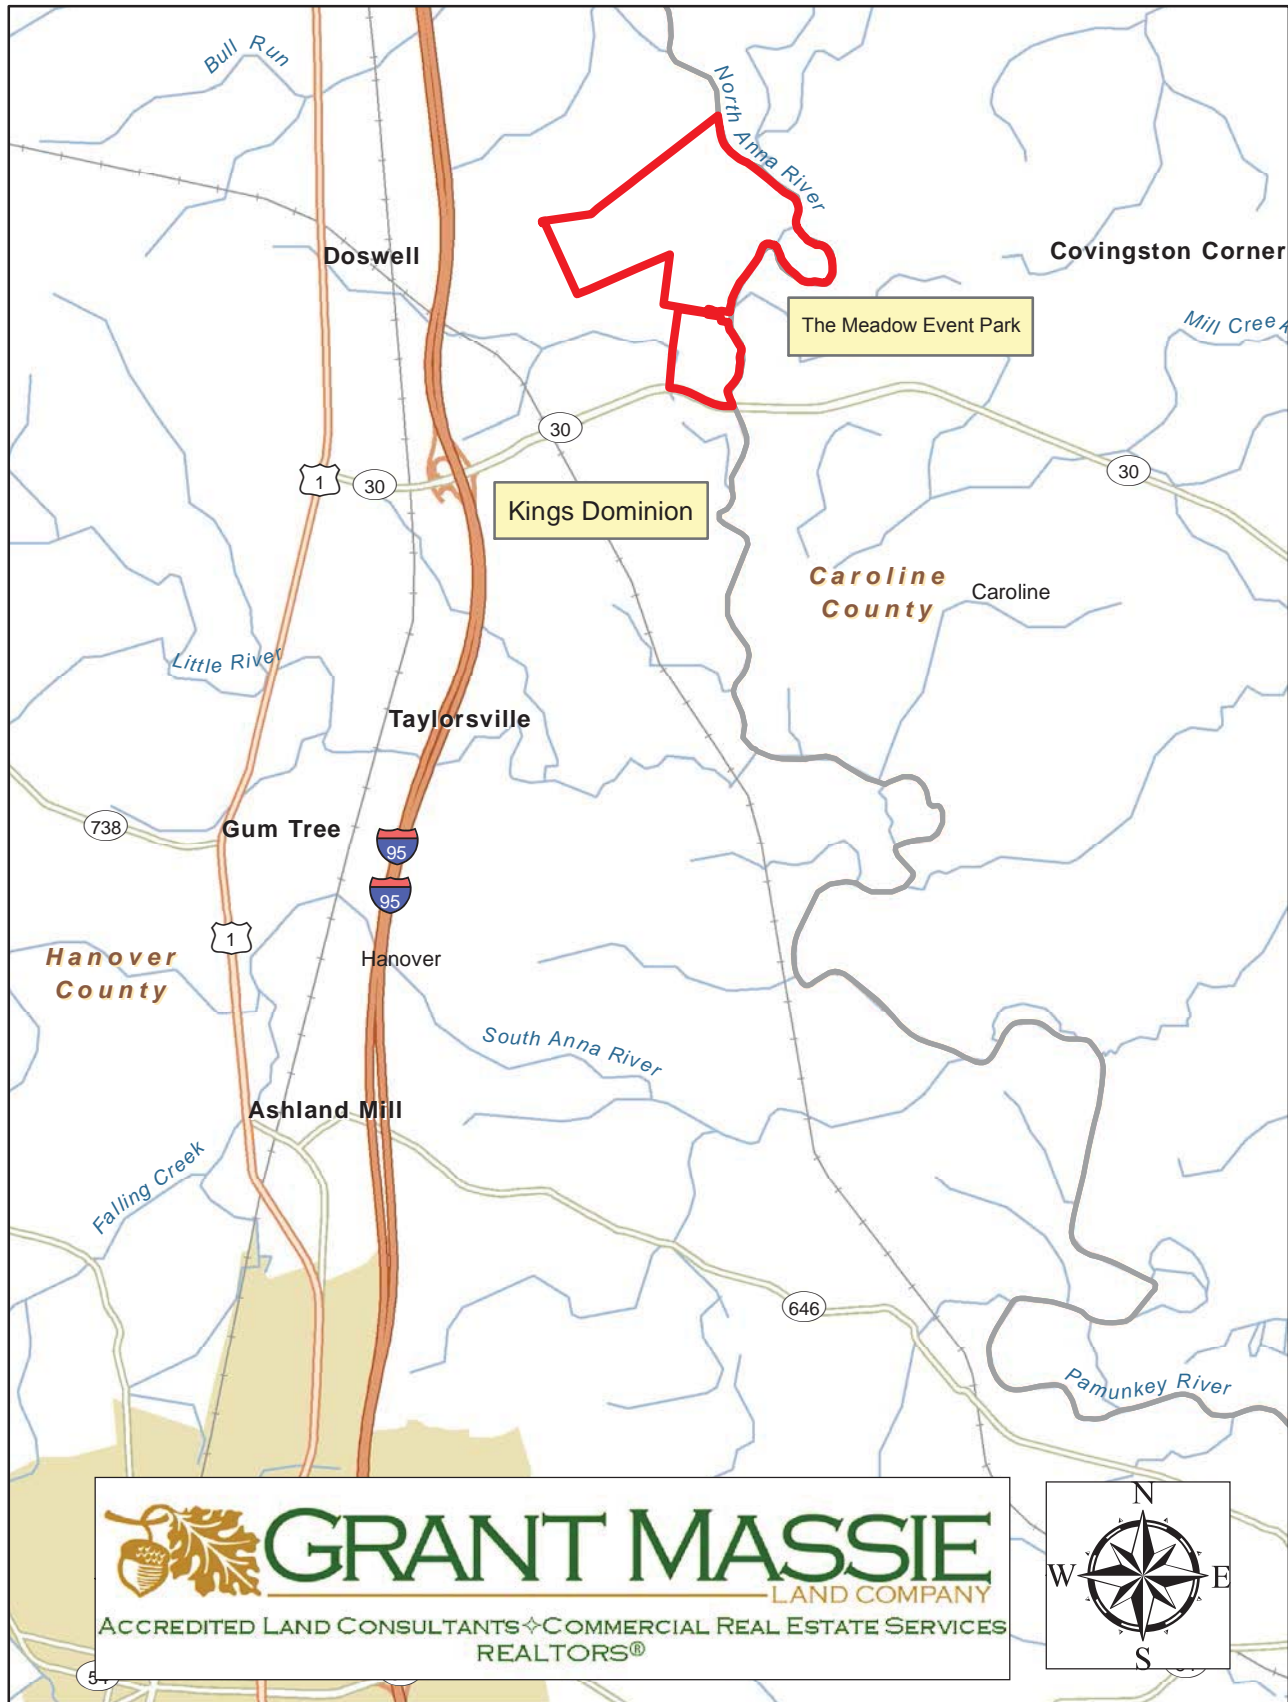 Bull Run
North Anna River
Doswell
Covingston Corner
The Meadow Event Park
Mill Creek
30
1
30
30
Kings Dominion
Caroline
County
Caroline
Little River
Taylorsville
738
Gum Tree
95
95
1
Hanover
County
Hanover
South Anna River
Ashland Mill
Falling Creek
646
Pamunkey River
GRANT MASSIE
LAND COMPANY
ACCREDITED LAND CONSULTANTS✧COMMERCIAL REAL ESTATE SERVICES
REALTORS®
N
W
E
S